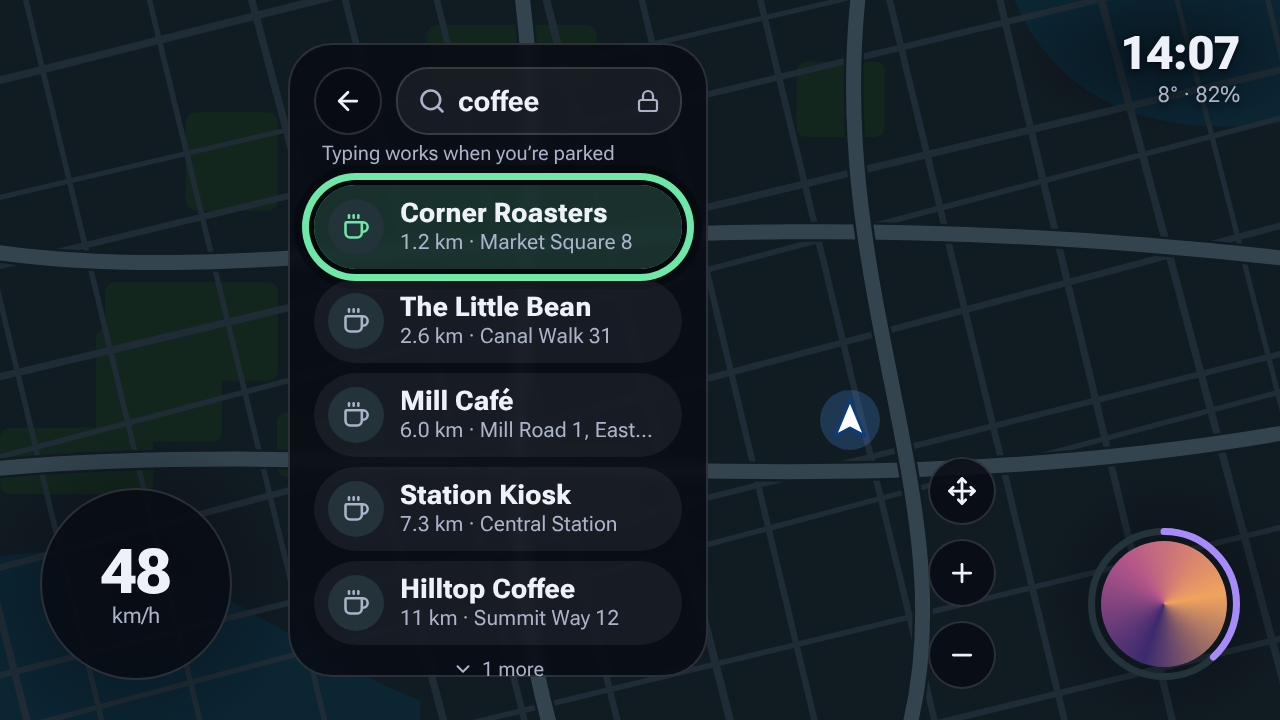 14:07
8° · 82%
coffee
Typing works when you're parked
Corner Roasters
1.2 km · Market Square 8
The Little Bean
2.6 km · Canal Walk 31
Mill Café
6.0 km · Mill Road 1, East...
Station Kiosk
7.3 km · Central Station
Hilltop Coffee
11 km · Summit Way 12
1 more
48
km/h